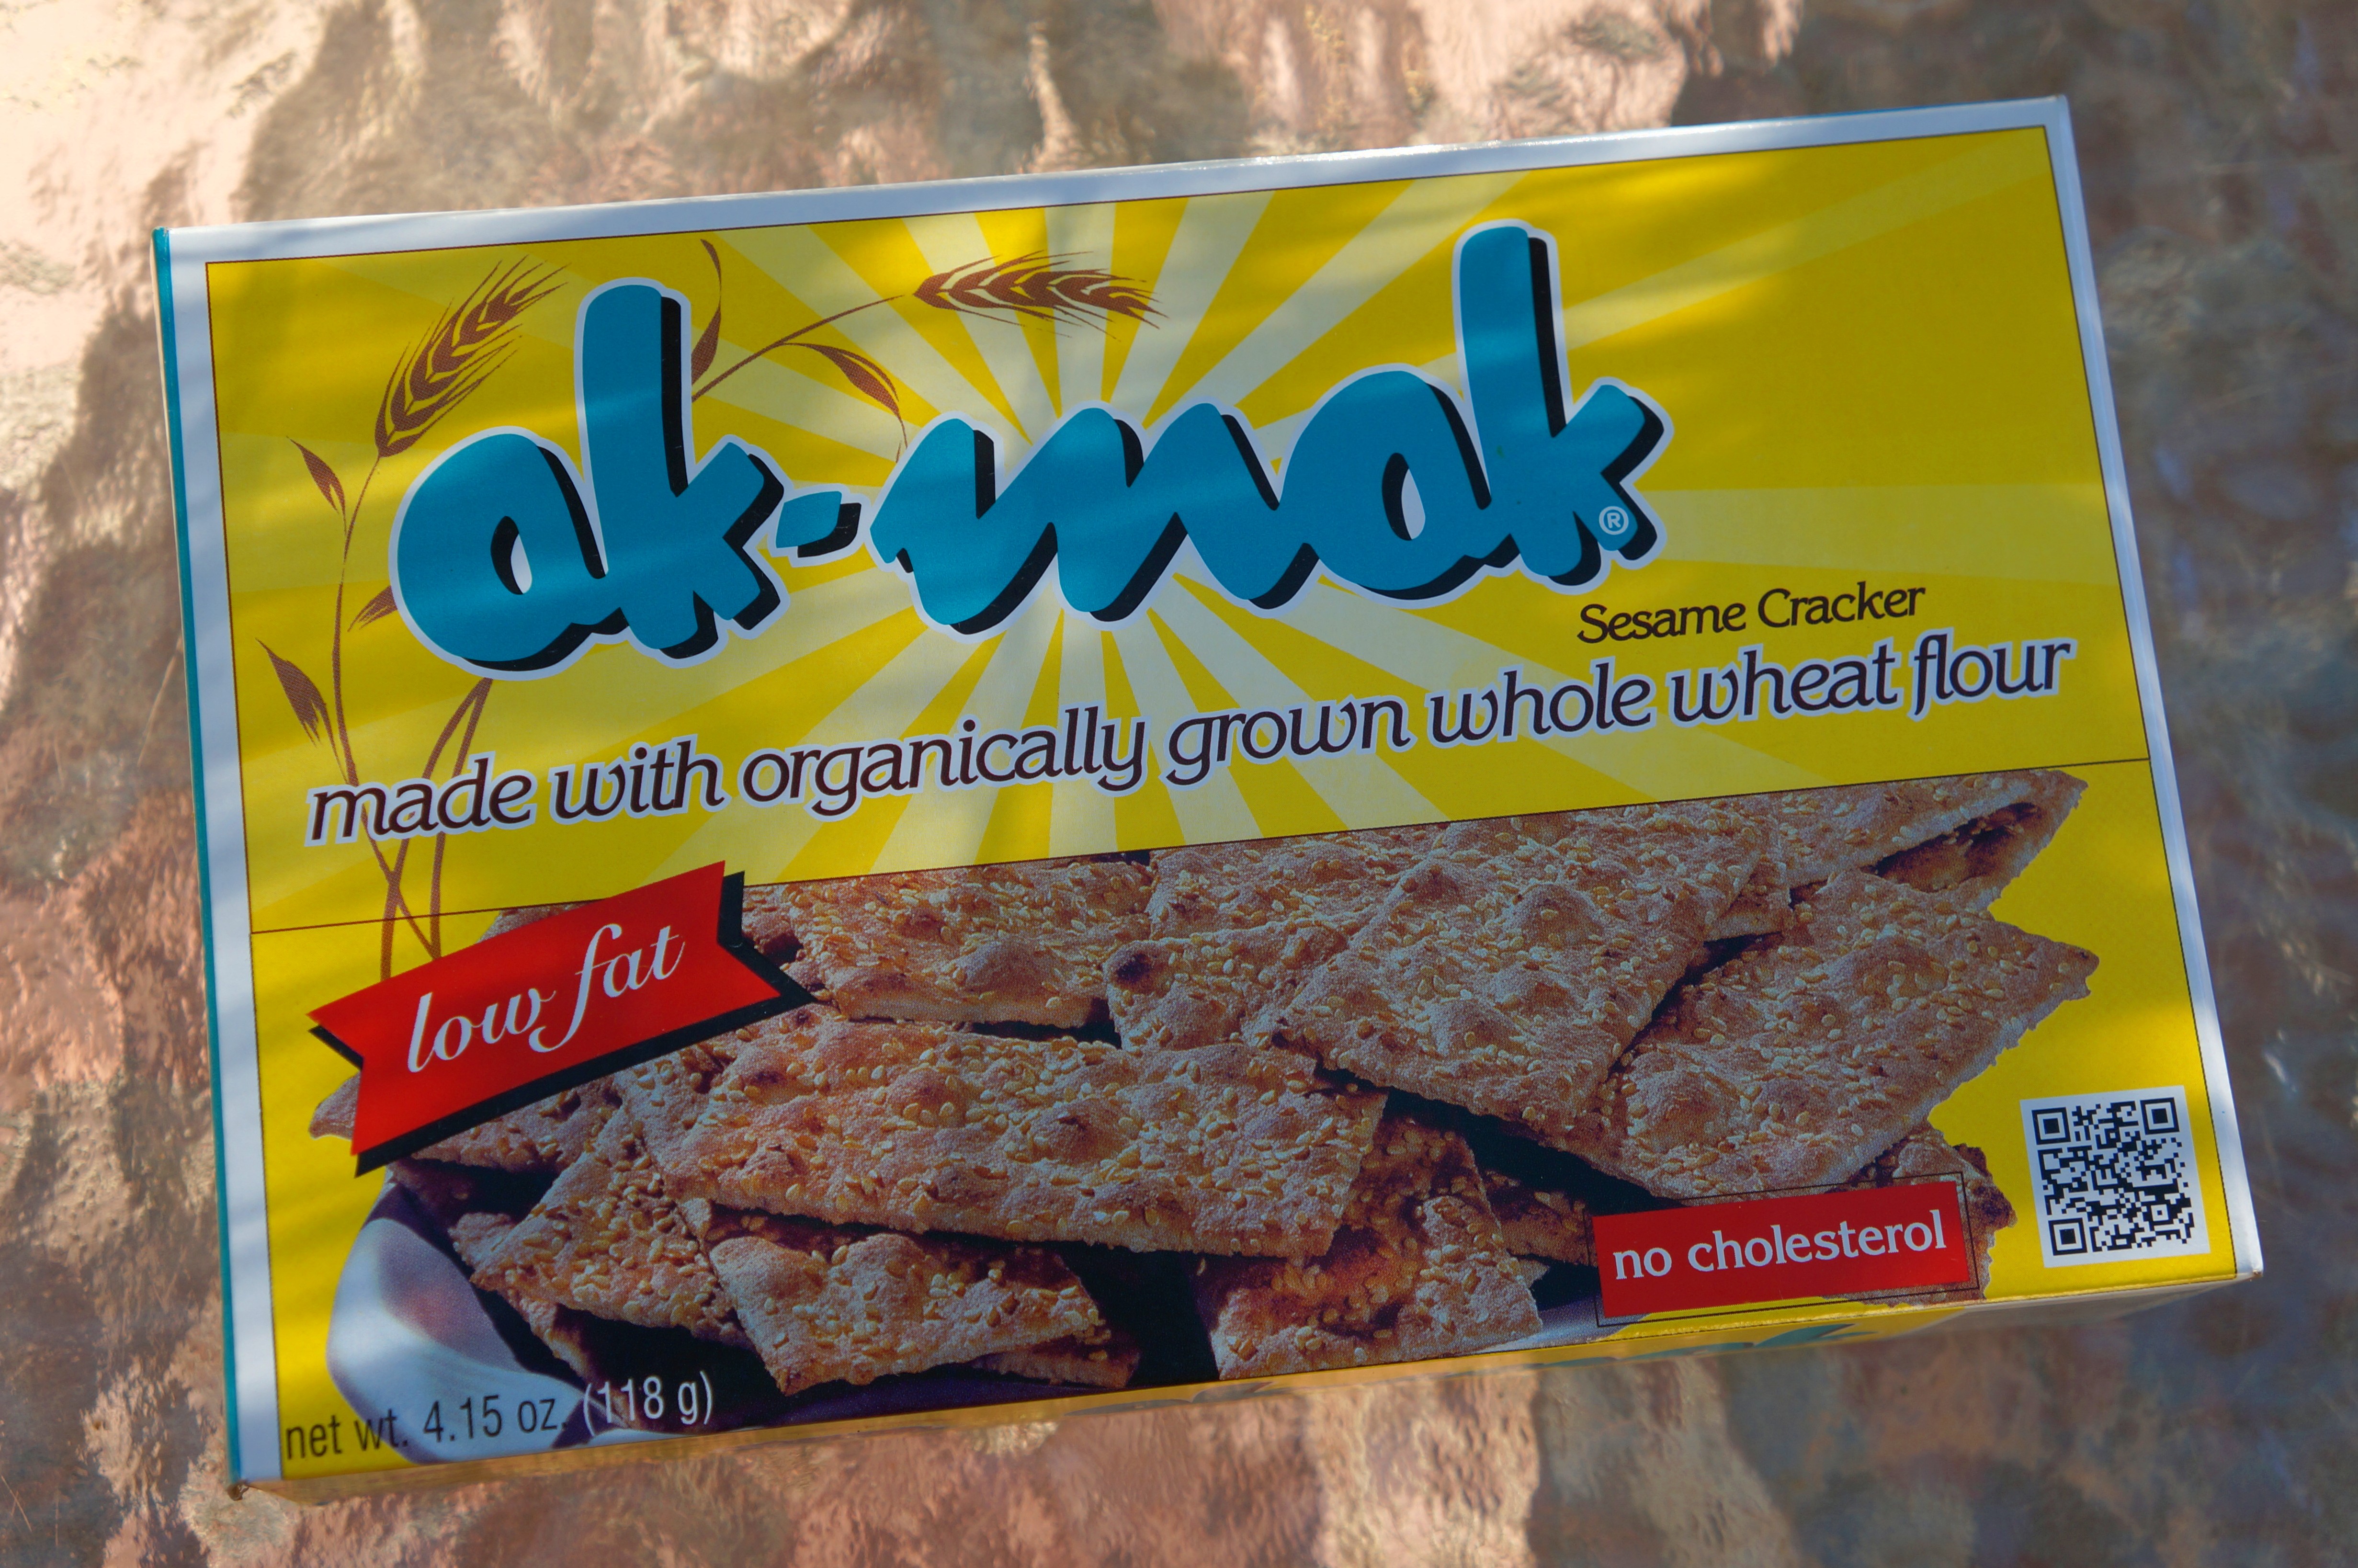 ak-mak®
Sesame Cracker
made with organically grown whole wheat flour
low fat
no cholesterol
net wt. 4.15 oz. (118 g)